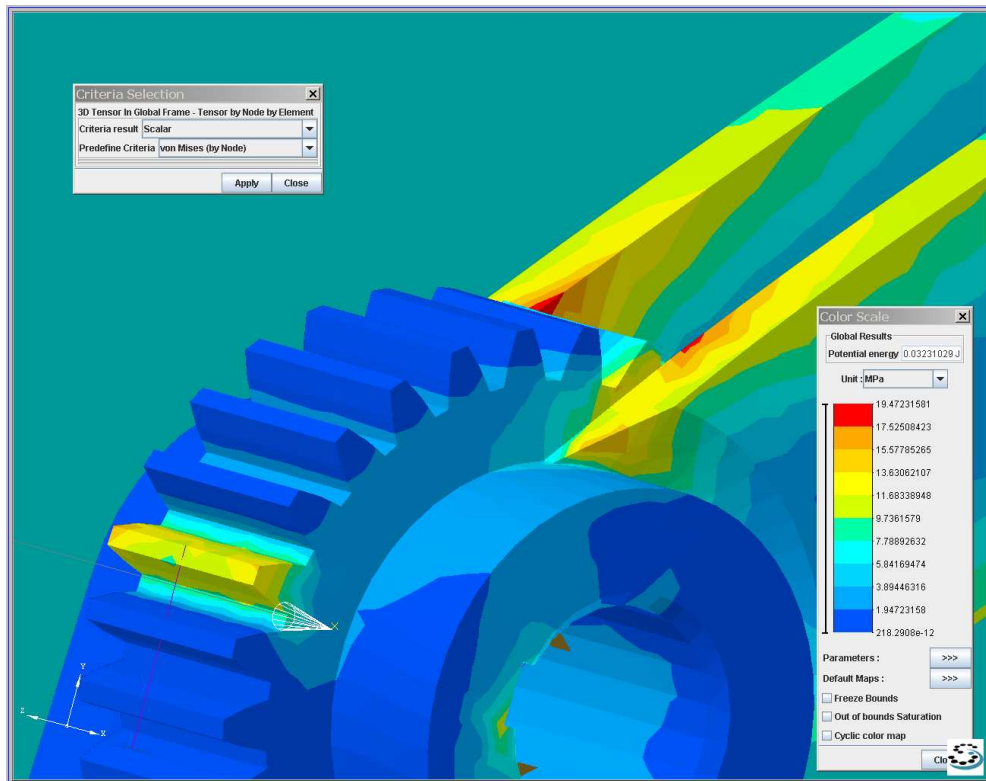 Criteria Selection
3D Tensor In Global Frame - Tensor by Node by Element
Criteria result Scalar
Predefine Criteria von Mises (by Node)
Apply Close
Color Scale
Global Results
Potential energy 0.03231029 J
Unit : MPa
19.47231581
17.52508423
15.57785265
13.63062107
11.68338948
9.7361579
7.78892632
5.84169474
3.89446316
1.94723158
218.2908e-12
Parameters : >>>
Default Maps : >>>
Freeze Bounds
Out of bounds Saturation
Cyclic color map
Clo
X
Y
Z
X